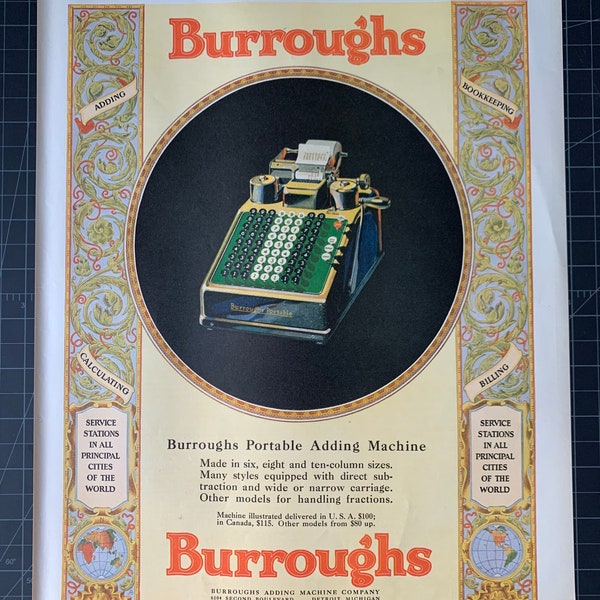 Burroughs
ADDING
BOOKKEEPING
Burroughs Portable
CALCULATING
BILLING
Burroughs Portable Adding Machine
Made in six, eight and ten-column sizes.
Many styles equipped with direct sub-
traction and wide or narrow carriage.
Other models for handling fractions.
Machine illustrated delivered in U. S. A. $100;
in Canada, $115. Other models from $80 up.
SERVICE
STATIONS
IN ALL
PRINCIPAL
CITIES
OF THE
WORLD
SERVICE
STATIONS
IN ALL
PRINCIPAL
CITIES
OF THE
WORLD
Burroughs
BURROUGHS ADDING MACHINE COMPANY
SECOND BOULEVARD DETROIT MICHIGAN